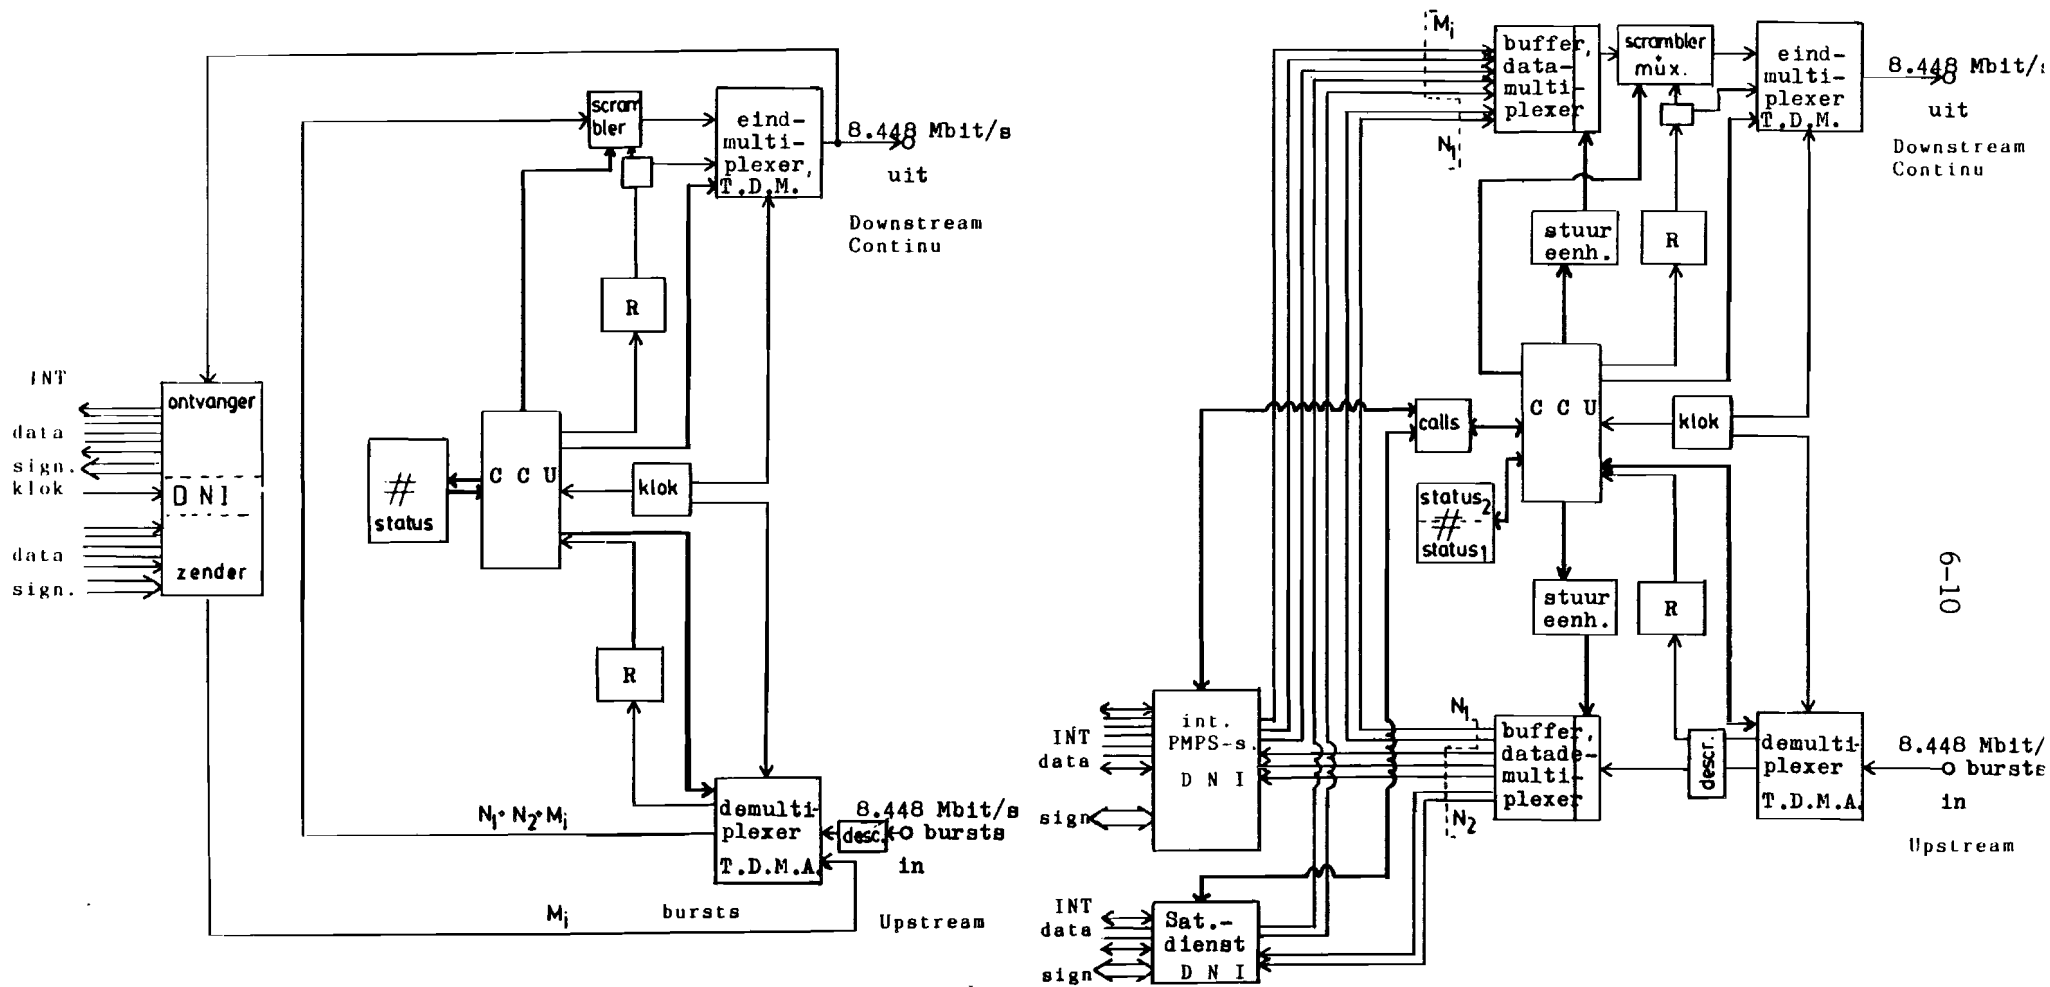 scram
bler
eind-
multi-
plexer,
T.D.M.
8.448 Mbit/s
uit
Downstream
Continu
R
INT
data
sign.
klok
data
sign.
ontvanger
D N I
zender
#
status
C C U
klok
R
N1+N2+Mi
demulti-
plexer
T.D.M.A.
desc.
8.448 Mbit/s
bursts
in
Upstream
Mi
bursts
Mi
N1
buffer,
data-
multi-
plexer
scrambler
+
mux.
eind-
multi-
plexer
T.D.M.
8.448 Mbit/s
uit
Downstream
Continu
stuur
eenh.
R
C C U
calls
klok
status2
#
status1
stuur
eenh.
R
6-10
INT
data
sign
int.
PMPS-s.
D N I
N1
N2
buffer,
datade-
multi-
plexer
descr.
demulti-
plexer
T.D.M.A.
8.448 Mbit/
bursts
in
Upstream
INT
data
sign
Sat.-
dienst
D N I